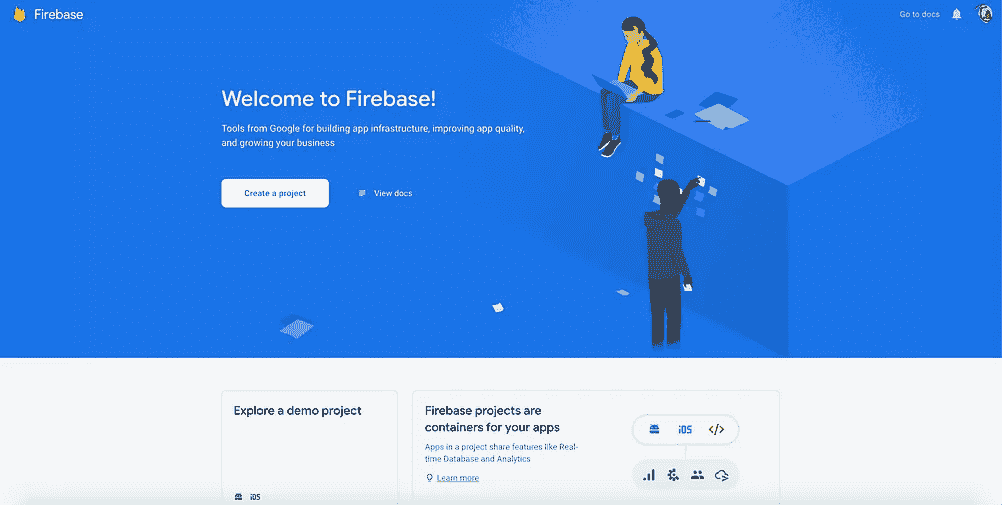 Firebase
Go to docs
Welcome to Firebase!
Tools from Google for building app infrastructure, improving app quality,
and growing your business
Create a project
View docs
Explore a demo project
iOS
Firebase projects are
containers for your apps
Apps in a project share features like Real-
time Database and Analytics
Learn more
iOS